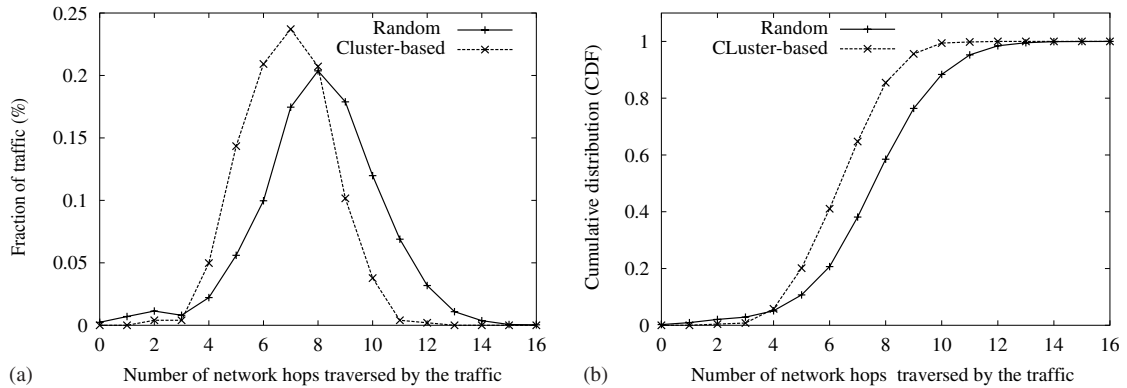 Fraction of traffic (%)
0.25
0.2
0.15
0.1
0.05
0
Random
Cluster-based
0 2 4 6 8 10 12 14 16
Number of network hops traversed by the traffic
(a)
Cumulative distribution (CDF)
1
0.8
0.6
0.4
0.2
0
Random
CLuster-based
0 2 4 6 8 10 12 14 16
Number of network hops traversed by the traffic
(b)